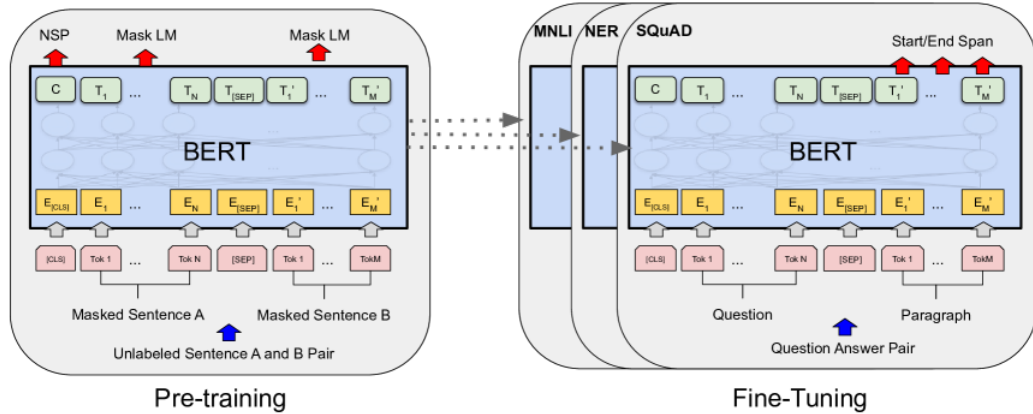 NSP Mask LM Mask LM
C T1 ... TN T[SEP] T1' ... TM'
...
...
BERT
E[CLS] E1 ... EN E[SEP] E1' ... EM'
[CLS] Tok 1 ... Tok N [SEP] Tok 1 ... TokM
Masked Sentence A Masked Sentence B
Unlabeled Sentence A and B Pair
Pre-training
MNLI NER SQuAD
Start/End Span
C T1 ... TN T[SEP] T1' ... TM'
...
...
BERT
E[CLS] E1 ... EN E[SEP] E1' ... EM'
[CLS] Tok 1 ... Tok N [SEP] Tok 1 ... TokM
Question Paragraph
Question Answer Pair
Fine-Tuning